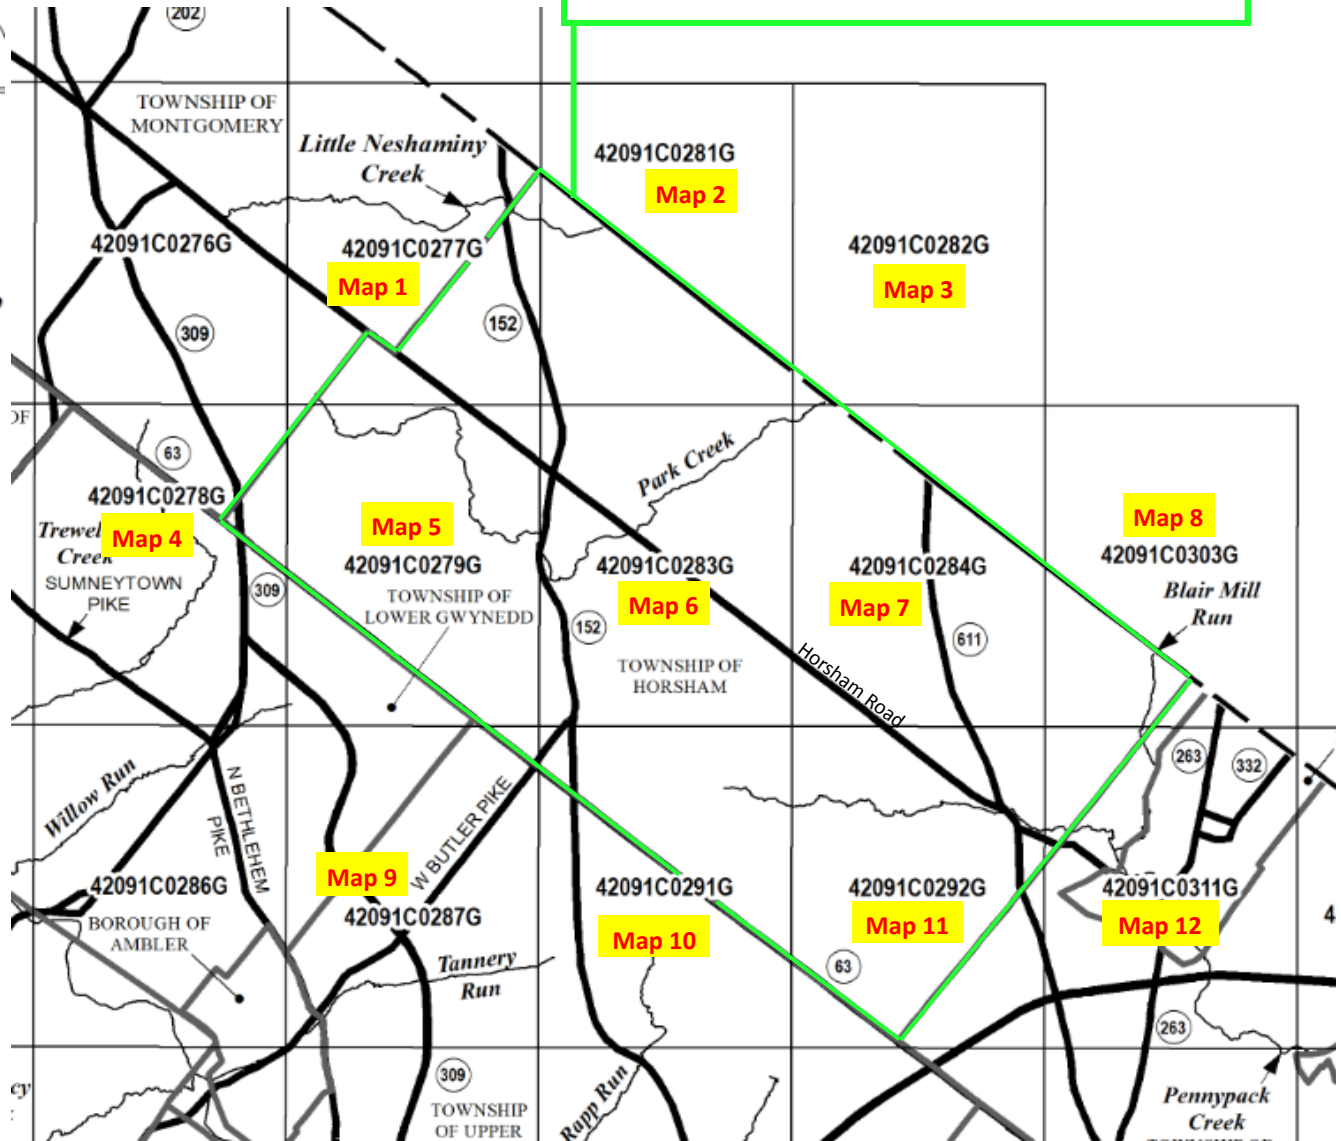 202
TOWNSHIP OF
MONTGOMERY
Little Neshaminy
Creek
42091C0281G
Map 2
42091C0276G
42091C0277G
Map 1
42091C0282G
Map 3
309
152
OF
63
Park Creek
42091C0278G
Map 4
Creek
SUMNEYTOWN
PIKE
309
Map 5
42091C0279G
TOWNSHIP OF
LOWER GWYNEDD
152
42091C0283G
Map 6
TOWNSHIP OF
HORSHAM
42091C0284G
Map 7
611
Horsham Road
Map 8
42091C0303G
Blair Mill
Run
263
332
Willow Run
N BETHLEHEM
PIKE
W BUTLER PIKE
42091C0286G
BOROUGH OF
AMBLER
Map 9
42091C0287G
Tannery
Run
42091C0291G
Map 10
42091C0292G
Map 11
63
42091C0311G
Map 12
4
263
309
TOWNSHIP
OF UPPER
Rapp Run
Pennypack
Creek
cy